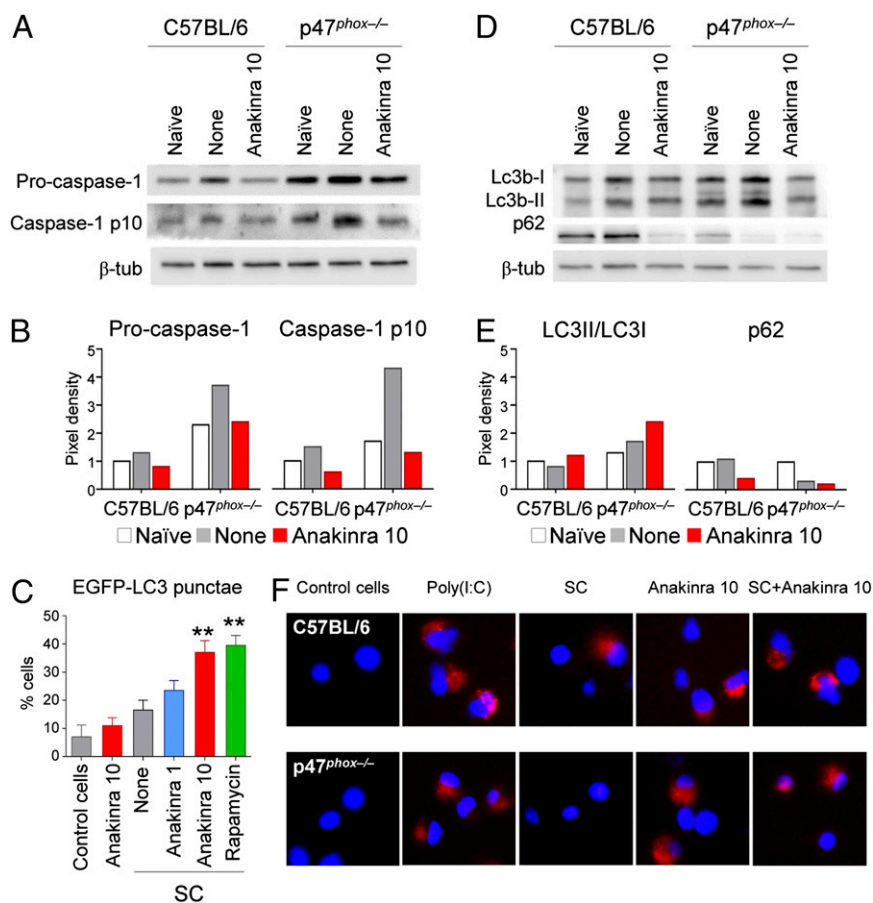 A
C57BL/6 p47phox–/–
Naïve None Anakinra 10 Naïve None Anakinra 10
Pro-caspase-1
Caspase-1 p10
β-tub
B
Pro-caspase-1 Caspase-1 p10
Pixel density
5
4
3
2
1
0
C57BL/6 p47phox–/– C57BL/6 p47phox–/–
Naïve None Anakinra 10
C
EGFP-LC3 punctae
% cells
50
40
30
20
10
0
** **
Control cells Anakinra 10 None Anakinra 1 Anakinra 10 Rapamycin
SC
D
C57BL/6 p47phox–/–
Naïve None Anakinra 10 Naïve None Anakinra 10
Lc3b-I
Lc3b-II
p62
β-tub
E
LC3II/LC3I p62
Pixel density
5
4
3
2
1
0
C57BL/6 p47phox–/– C57BL/6 p47phox–/–
Naïve None Anakinra 10
F
Control cells Poly(I:C) SC Anakinra 10 SC+Anakinra 10
C57BL/6
p47phox–/–